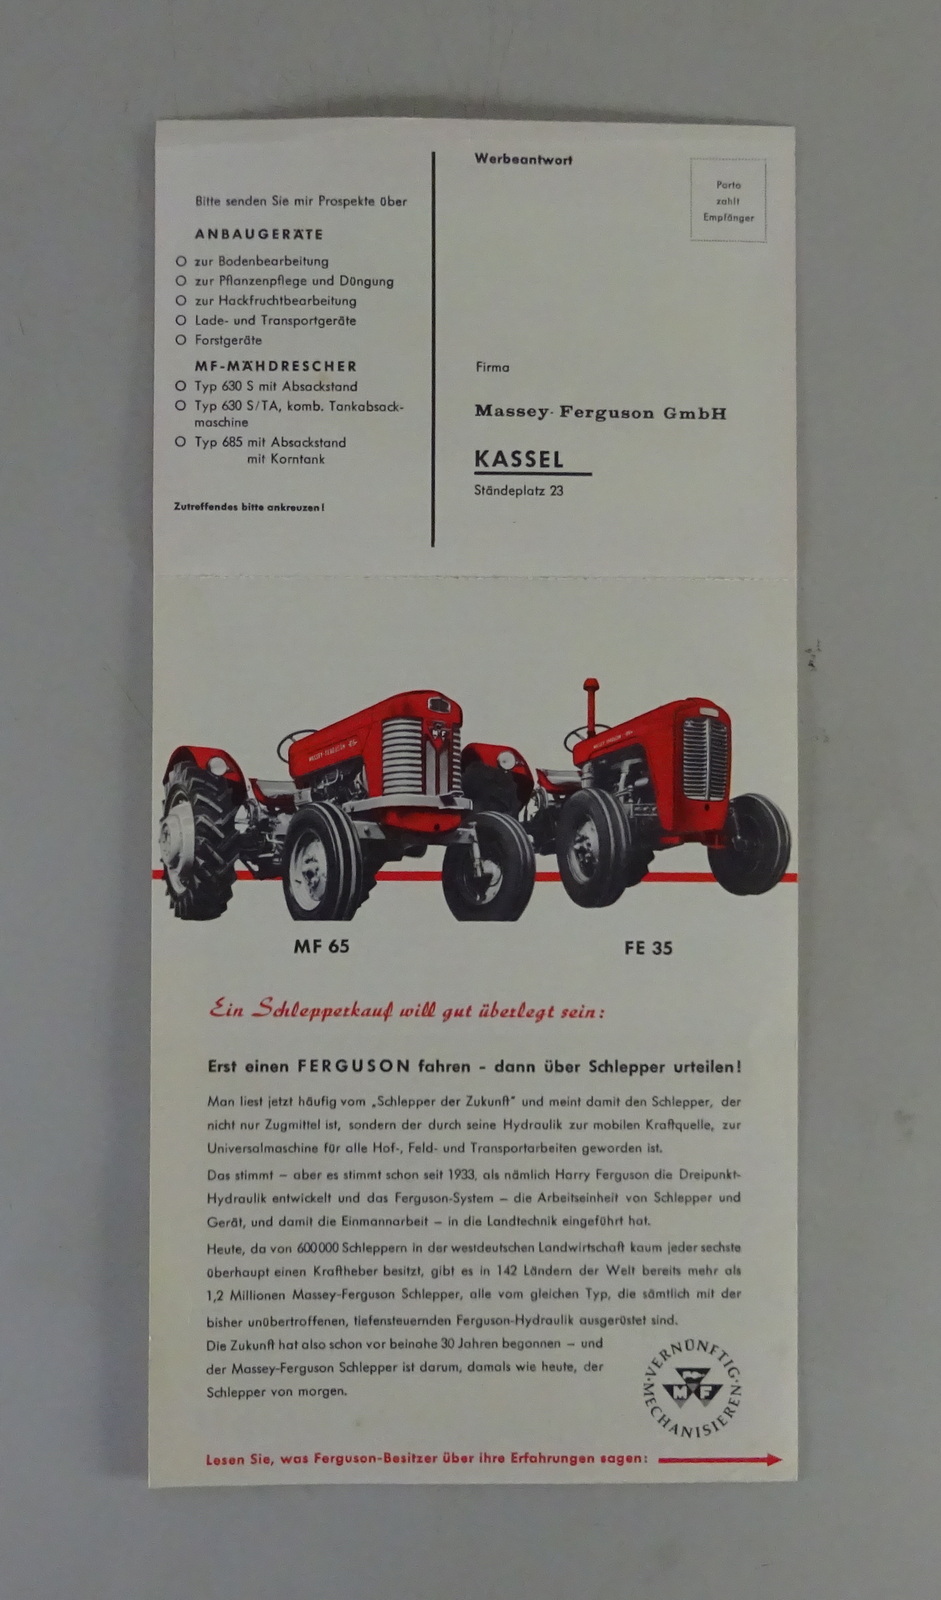 Bitte senden Sie mir Prospekte über
ANBAUGERÄTE
O zur Bodenbearbeitung
O zur Pflanzenpflege und Düngung
O zur Hackfruchtbearbeitung
O Lade- und Transportgeräte
O Forstgeräte
MF-MÄHDRESCHER
O Typ 630 S mit Absackstand
O Typ 630 S/TA, komb. Tankabsack-
maschine
O Typ 685 mit Absackstand
mit Korntank
Zutreffendes bitte ankreuzen!
Werbeantwort
Porto
zahlt
Empfänger
Firma
Massey-Ferguson GmbH
KASSEL
Ständeplatz 23
MASSEY-FERGUSON 65
MF
MF 65
FE 35
Ein Schlepperkauf will gut überlegt sein:
Erst einen FERGUSON fahren - dann über Schlepper urteilen!
Man liest jetzt häufig vom „Schlepper der Zukunft" und meint damit den Schlepper, der
nicht nur Zugmittel ist, sondern der durch seine Hydraulik zur mobilen Kraftquelle, zur
Universalmaschine für alle Hof-, Feld- und Transportarbeiten geworden ist.
Das stimmt – aber es stimmt schon seit 1933, als nämlich Harry Ferguson die Dreipunkt-
Hydraulik entwickelt und das Ferguson-System – die Arbeitseinheit von Schlepper und
Gerät, und damit die Einmannarbeit – in die Landtechnik eingeführt hat.
Heute, da von 600000 Schleppern in der westdeutschen Landwirtschaft kaum jeder sechste
überhaupt einen Kraftheber besitzt, gibt es in 142 Ländern der Welt bereits mehr als
1,2 Millionen Massey-Ferguson Schlepper, alle vom gleichen Typ, die sämtlich mit der
bisher unübertroffenen, tiefensteuernden Ferguson-Hydraulik ausgerüstet sind.
Die Zukunft hat also schon vor beinahe 30 Jahren begonnen – und
der Massey-Ferguson Schlepper ist darum, damals wie heute, der
Schlepper von morgen.
VERNÜNFTIG · MECHANISIEREN ·
MF
Lesen Sie, was Ferguson-Besitzer über ihre Erfahrungen sagen: